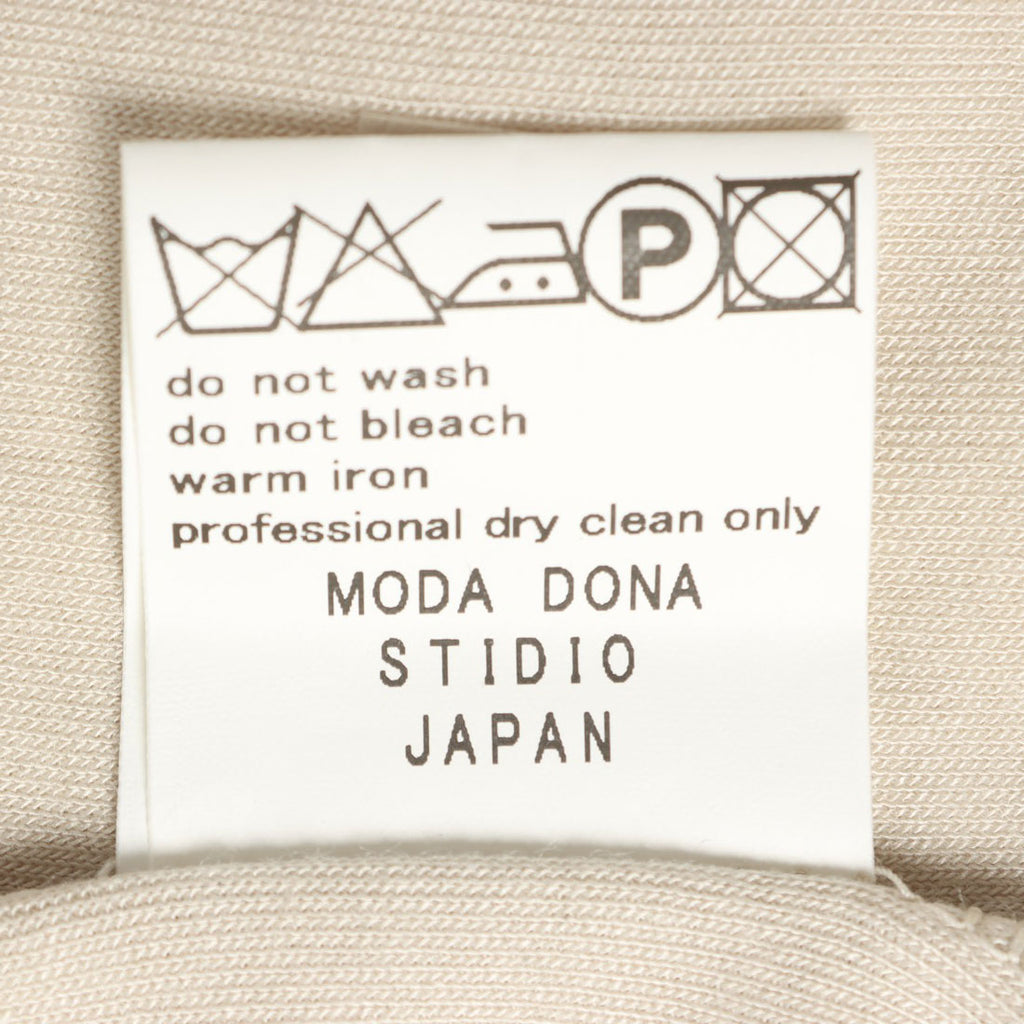 P
do not wash
do not bleach
warm iron
professional dry clean only
MODA DONA
STIDIO
JAPAN